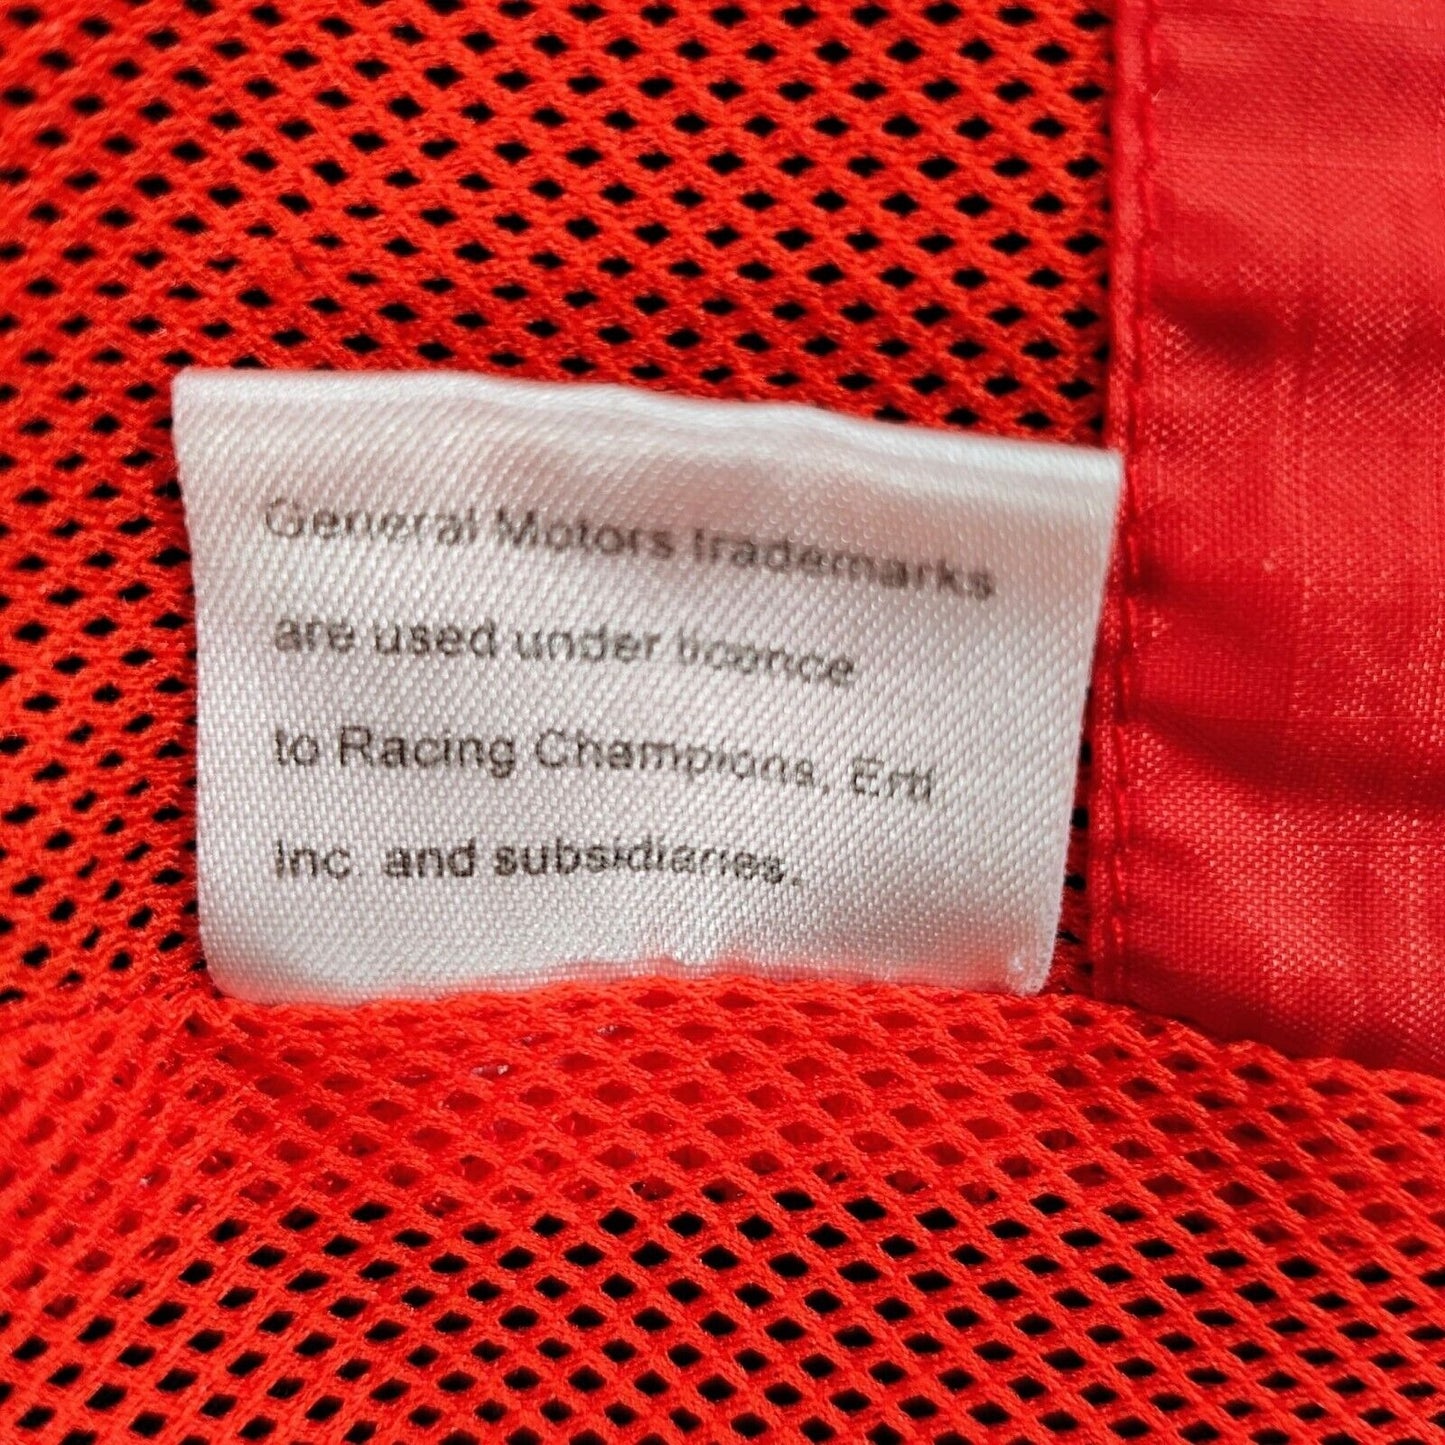 General Motors trademarks
are used under licence
to Racing Champions, Ertl
Inc and subsidiaries.